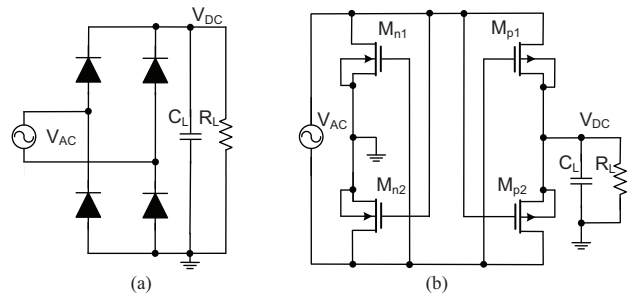 V_DC
C_L R_L
V_AC
(a)
M_n1
M_p1
V_AC
V_DC
C_L R_L
M_n2
M_p2
(b)